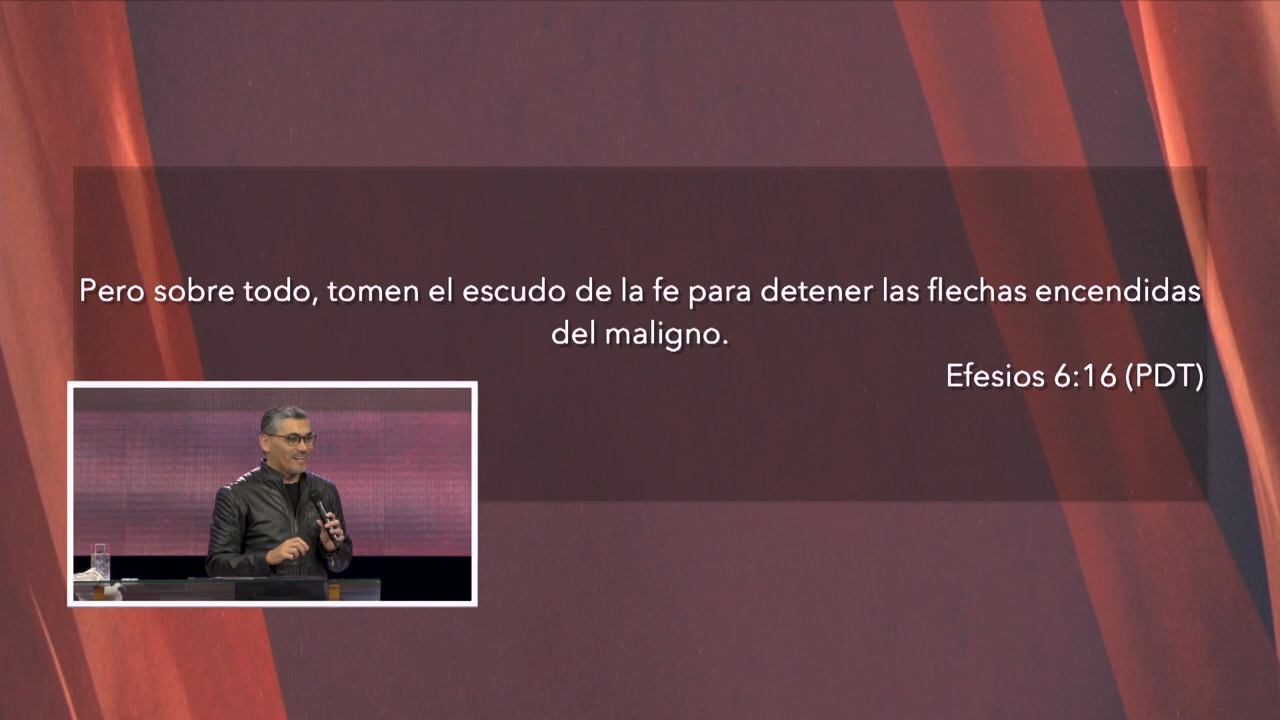 Pero sobre todo, tomen el escudo de la fe para detener las flechas encendidas
del maligno.
Efesios 6:16 (PDT)